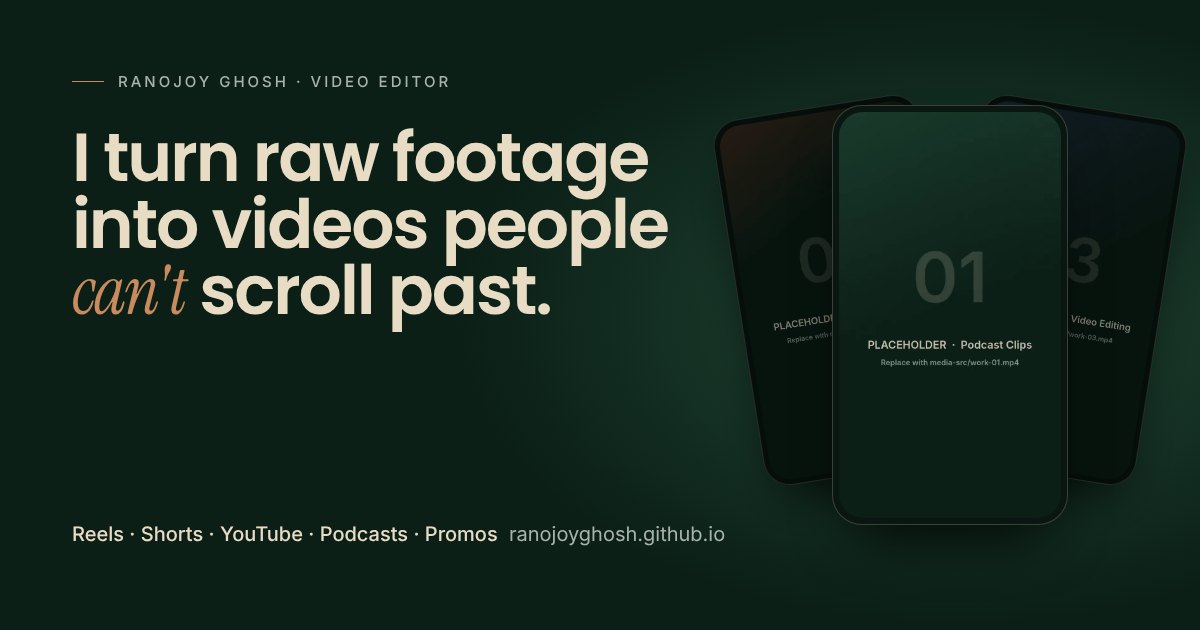 RANOJOY GHOSH · VIDEO EDITOR
I turn raw footage
into videos people
can't scroll past.
Reels · Shorts · YouTube · Podcasts · Promos ranojoyghosh.github.io
01
PLACEHOLDER · Podcast Clips
Replace with media-src/work-01.mp4
3
Video Editing